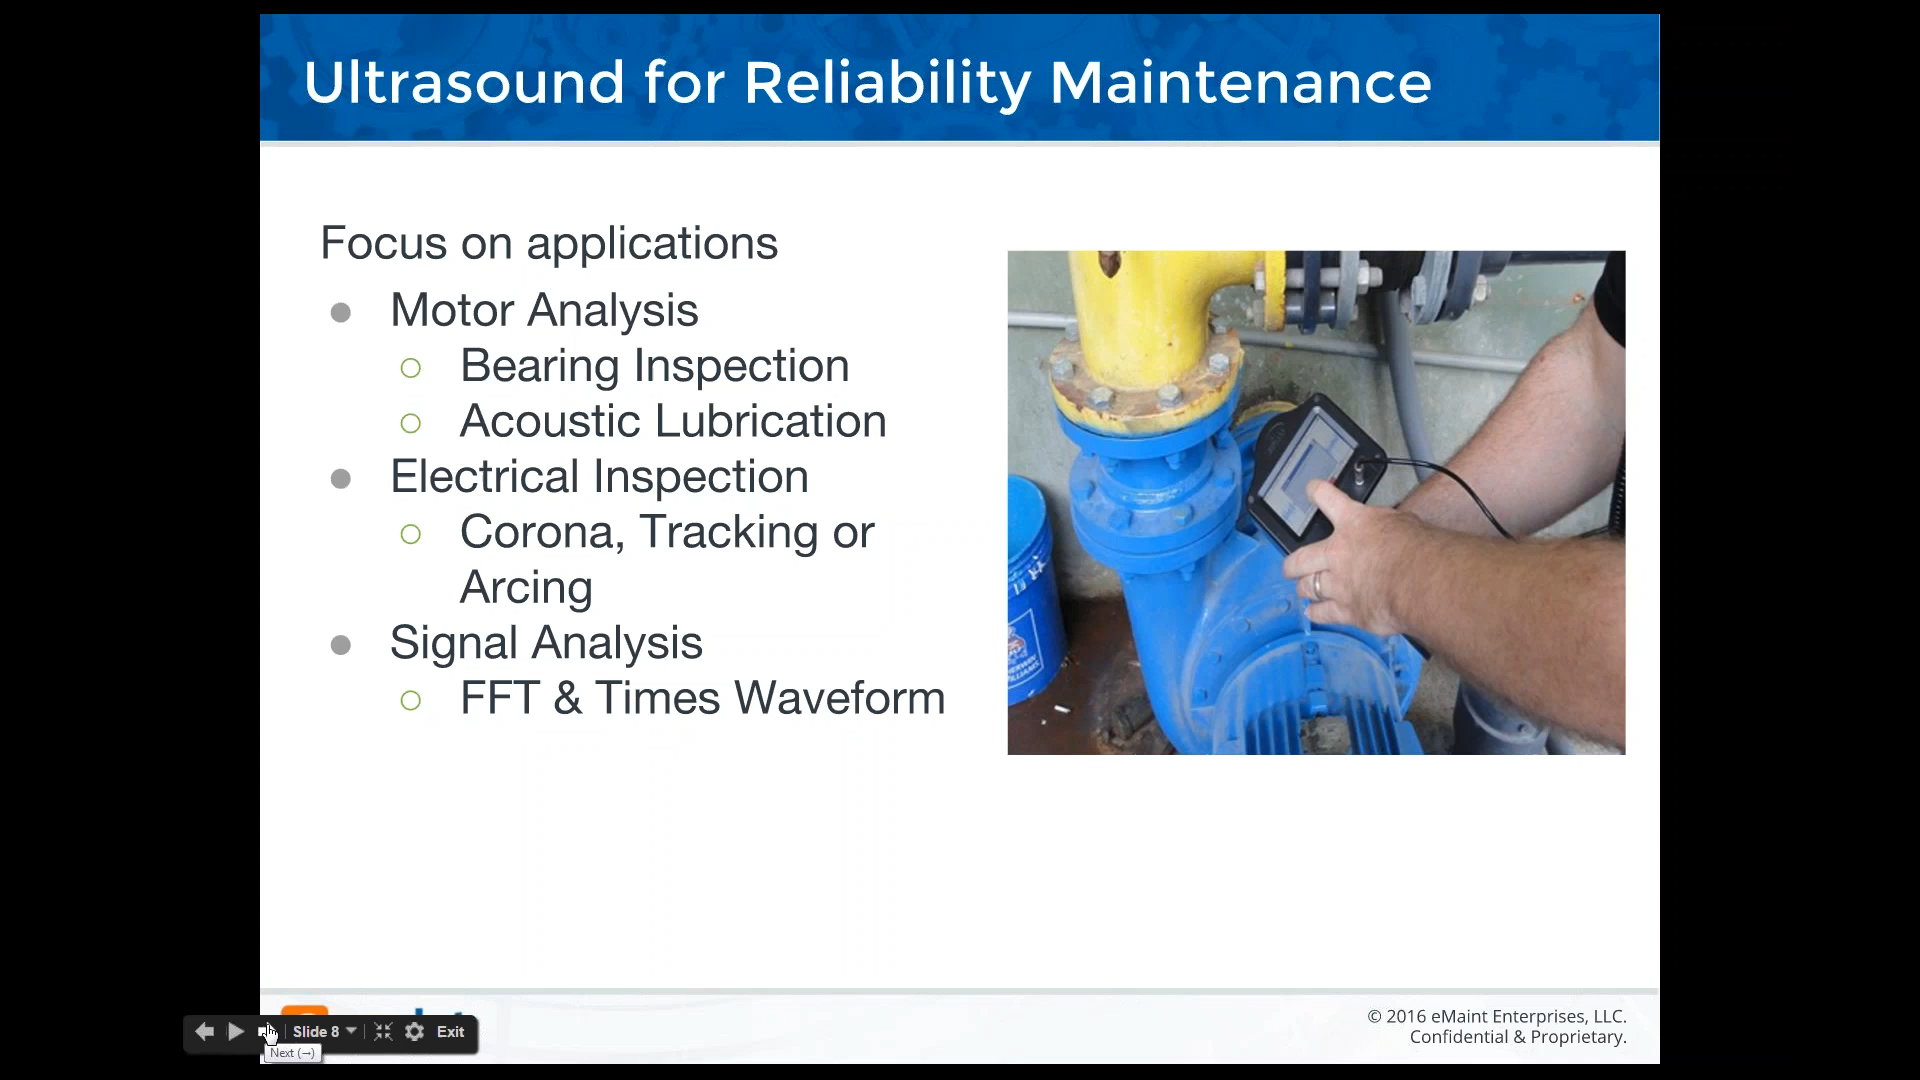 Ultrasound for Reliability Maintenance
Focus on applications
Motor Analysis
Bearing Inspection
Acoustic Lubrication
Electrical Inspection
Corona, Tracking or
Arcing
Signal Analysis
FFT & Times Waveform
© 2016 eMaint Enterprises, LLC.
Confidential & Proprietary.
Slide 8
Exit
Next (→)